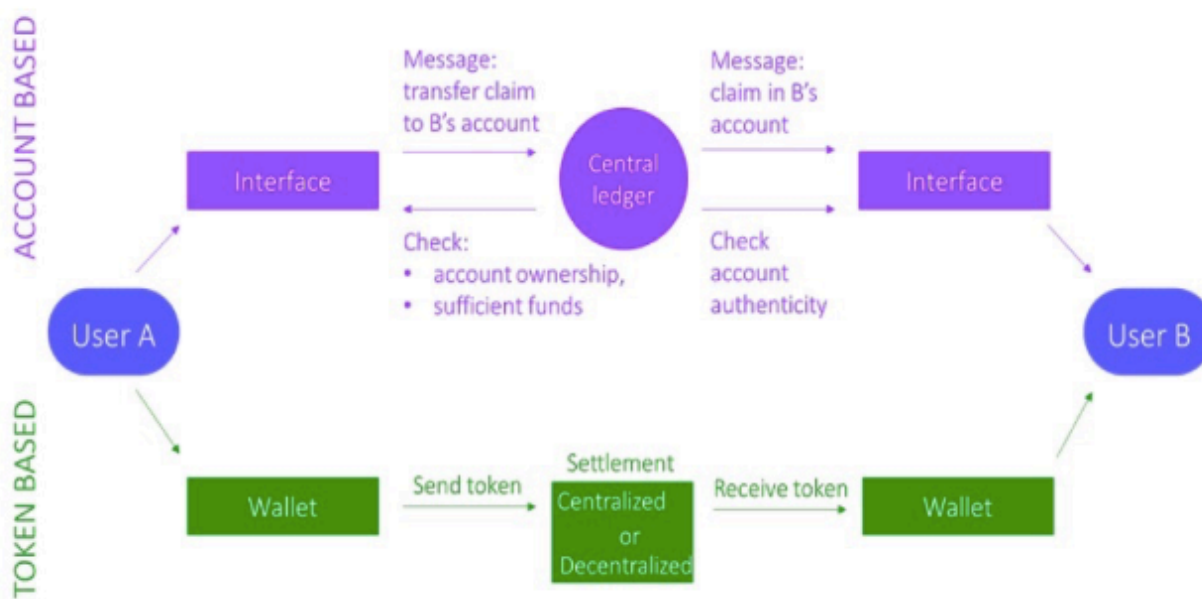 ACCOUNT BASED
Message:
transfer claim
to B's account
Message:
claim in B's
account
Interface
Central
ledger
Interface
Check:
• account ownership,
• sufficient funds
Check
account
authenticity
User A
User B
TOKEN BASED
Wallet
Send token
Settlement
Centralized
or
Decentralized
Receive token
Wallet